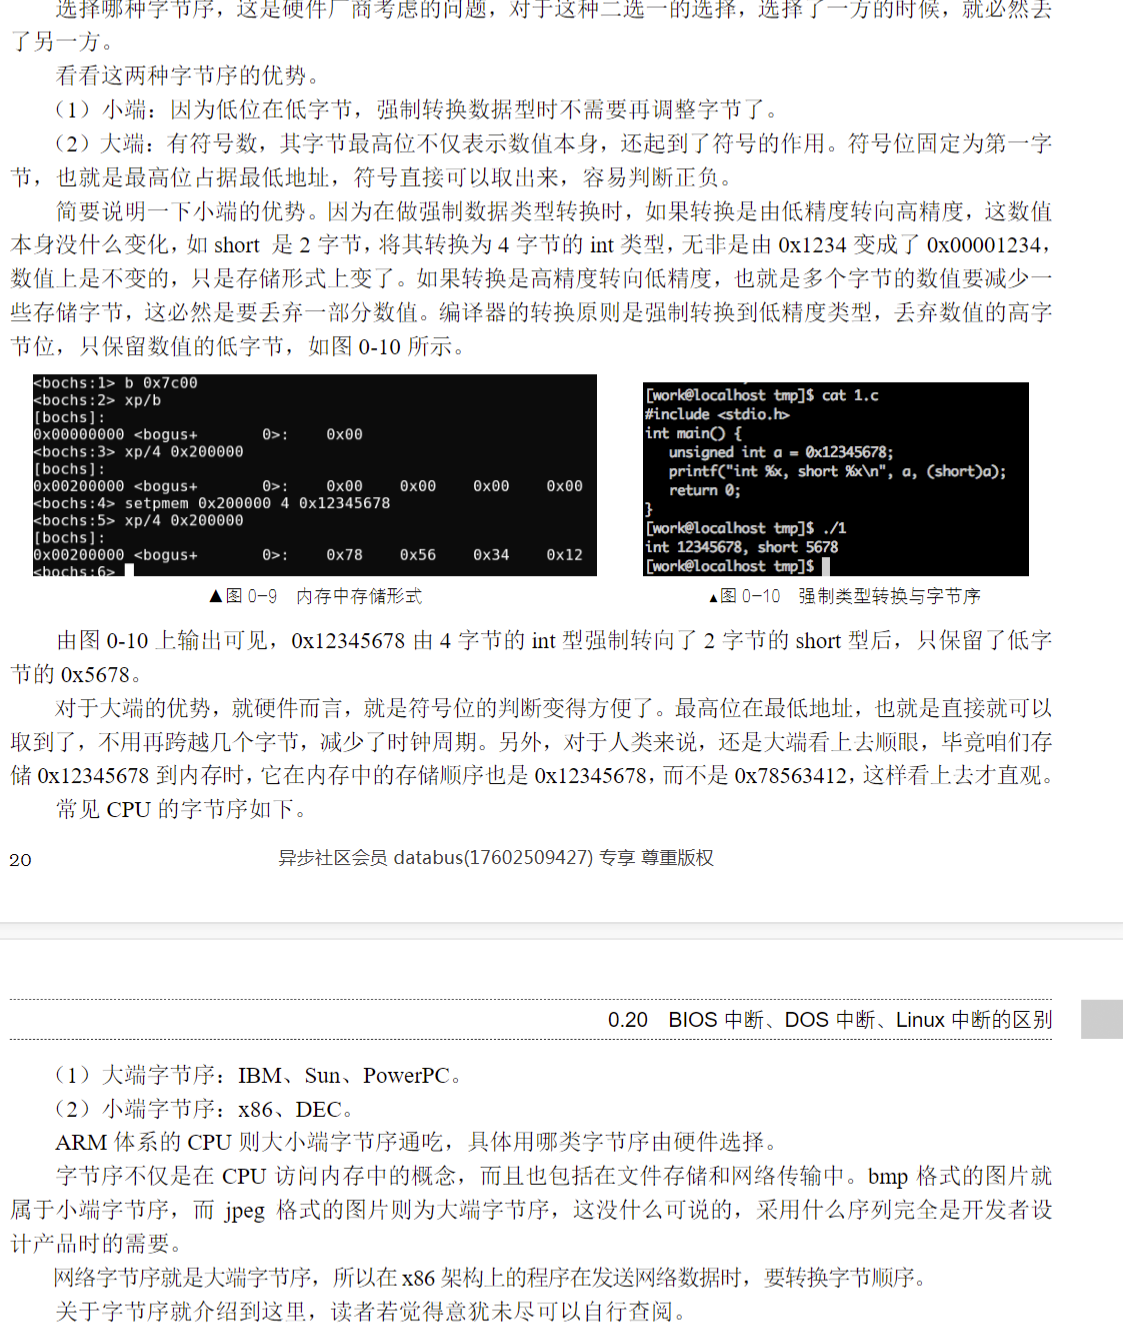 选择哪种字节序，这是硬件厂商考虑的问题，对于这种二选一的选择，选择了一方的时候，就必然丢
了另一方。
看看这两种字节序的优势。
（1）小端：因为低位在低字节，强制转换数据型时不需要再调整字节了。
（2）大端：有符号数，其字节最高位不仅表示数值本身，还起到了符号的作用。符号位固定为第一字
节，也就是最高位占据最低地址，符号直接可以取出来，容易判断正负。
简要说明一下小端的优势。因为在做强制数据类型转换时，如果转换是由低精度转向高精度，这数值
本身没什么变化，如 short 是 2 字节，将其转换为 4 字节的 int 类型，无非是由 0x1234 变成了 0x00001234，
数值上是不变的，只是存储形式上变了。如果转换是高精度转向低精度，也就是多个字节的数值要减少一
些存储字节，这必然是要丢弃一部分数值。编译器的转换原则是强制转换到低精度类型，丢弃数值的高字
节位，只保留数值的低字节，如图 0-10 所示。
<bochs:1> b 0x7c00
<bochs:2> xp/b
[bochs]:
0x00000000 <bogus+       0>:    0x00
<bochs:3> xp/4 0x200000
[bochs]:
0x00200000 <bogus+       0>:    0x00    0x00    0x00    0x00
<bochs:4> setpmem 0x200000 4 0x12345678
<bochs:5> xp/4 0x200000
[bochs]:
0x00200000 <bogus+       0>:    0x78    0x56    0x34    0x12
<bochs:6>
▲图 0-9 内存中存储形式
[work@localhost tmp]$ cat 1.c
#include <stdio.h>
int main() {
unsigned int a = 0x12345678;
printf("int %x, short %x\n", a, (short)a);
return 0;
}
[work@localhost tmp]$ ./1
int 12345678, short 5678
[work@localhost tmp]$
▲图 0-10 强制类型转换与字节序
由图 0-10 上输出可见，0x12345678 由 4 字节的 int 型强制转向了 2 字节的 short 型后，只保留了低字
节的 0x5678。
对于大端的优势，就硬件而言，就是符号位的判断变得方便了。最高位在最低地址，也就是直接就可以
取到了，不用再跨越几个字节，减少了时钟周期。另外，对于人类来说，还是大端看上去顺眼，毕竟咱们存
储 0x12345678 到内存时，它在内存中的存储顺序也是 0x12345678，而不是 0x78563412，这样看上去才直观。
常见 CPU 的字节序如下。
20
异步社区会员 databus(17602509427) 专享 尊重版权
0.20 BIOS 中断、DOS 中断、Linux 中断的区别
（1）大端字节序：IBM、Sun、PowerPC。
（2）小端字节序：x86、DEC。
ARM 体系的 CPU 则大小端字节序通吃，具体用哪类字节序由硬件选择。
字节序不仅是在 CPU 访问内存中的概念，而且也包括在文件存储和网络传输中。bmp 格式的图片就
属于小端字节序，而 jpeg 格式的图片则为大端字节序，这没什么可说的，采用什么序列完全是开发者设
计产品时的需要。
网络字节序就是大端字节序，所以在 x86 架构上的程序在发送网络数据时，要转换字节顺序。
关于字节序就介绍到这里，读者若觉得意犹未尽可以自行查阅。